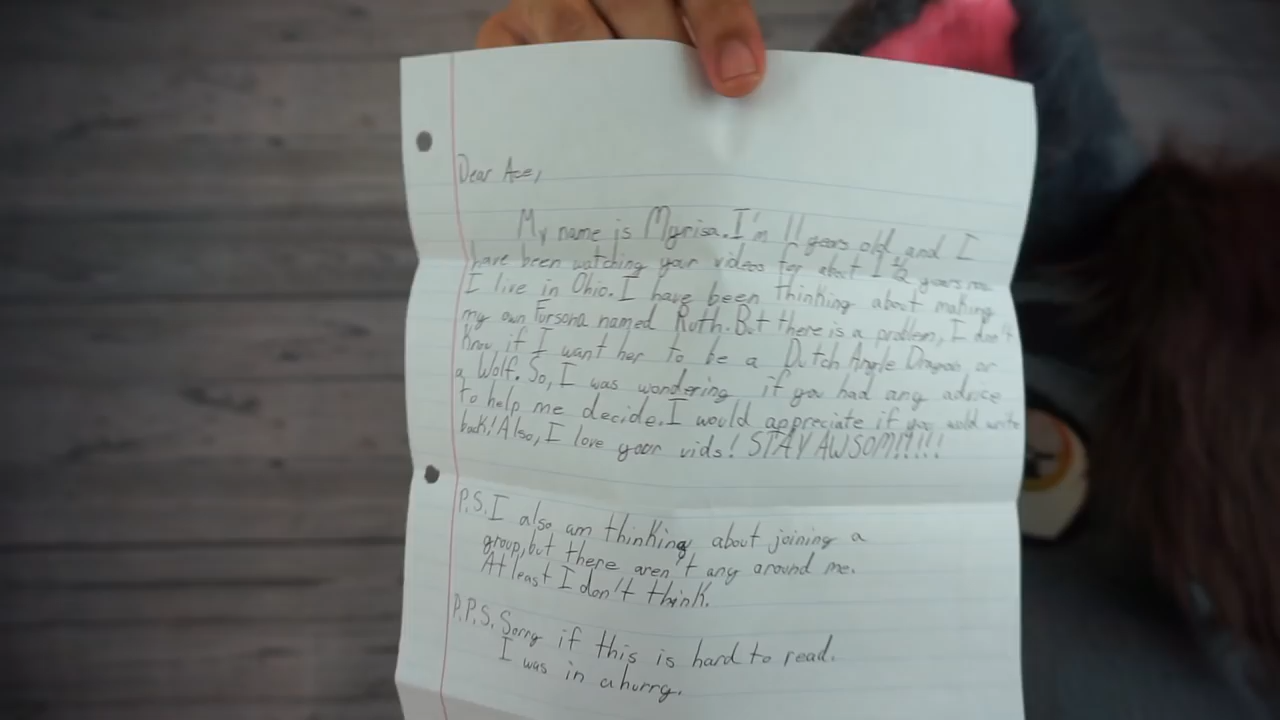 Dear Ace,
My name is Myrisa. I'm 11 years old, and I
have been watching your videos for about 1 ½ years now
I live in Ohio. I have been thinking about making
my own Fursona named Ruth. But there is a problem, I don't
know if I want her to be a Dutch Angle Dragon, or
a Wolf. So, I was wondering if you had any advice
to help me decide. I would appreciate if you wold write
back! Also, I love your vids! STAY AWSOM!!!!!
P.S. I also am thinking about joining a
group, but there aren't any around me.
At least I don't think.
P.P.S. Sorry if this is hard to read.
I was in a hurry.